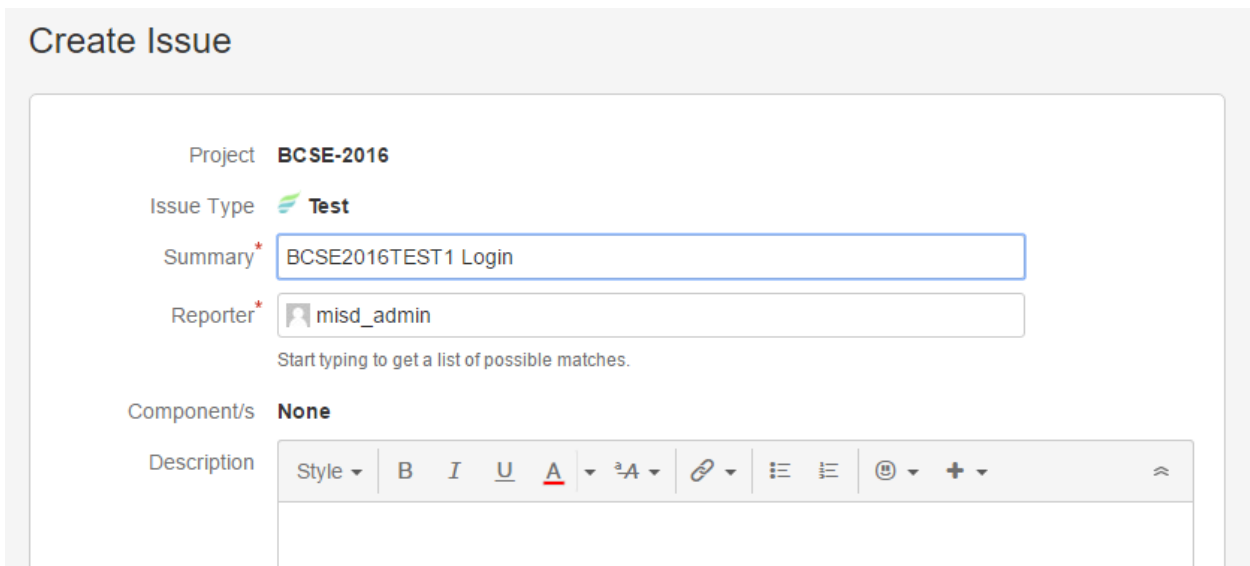 Create Issue
Project BCSE-2016
Issue Type Test
Summary* BCSE2016TEST1 Login
Reporter* misd_admin
Start typing to get a list of possible matches.
Component/s None
Description
Style B I U A ᵃA